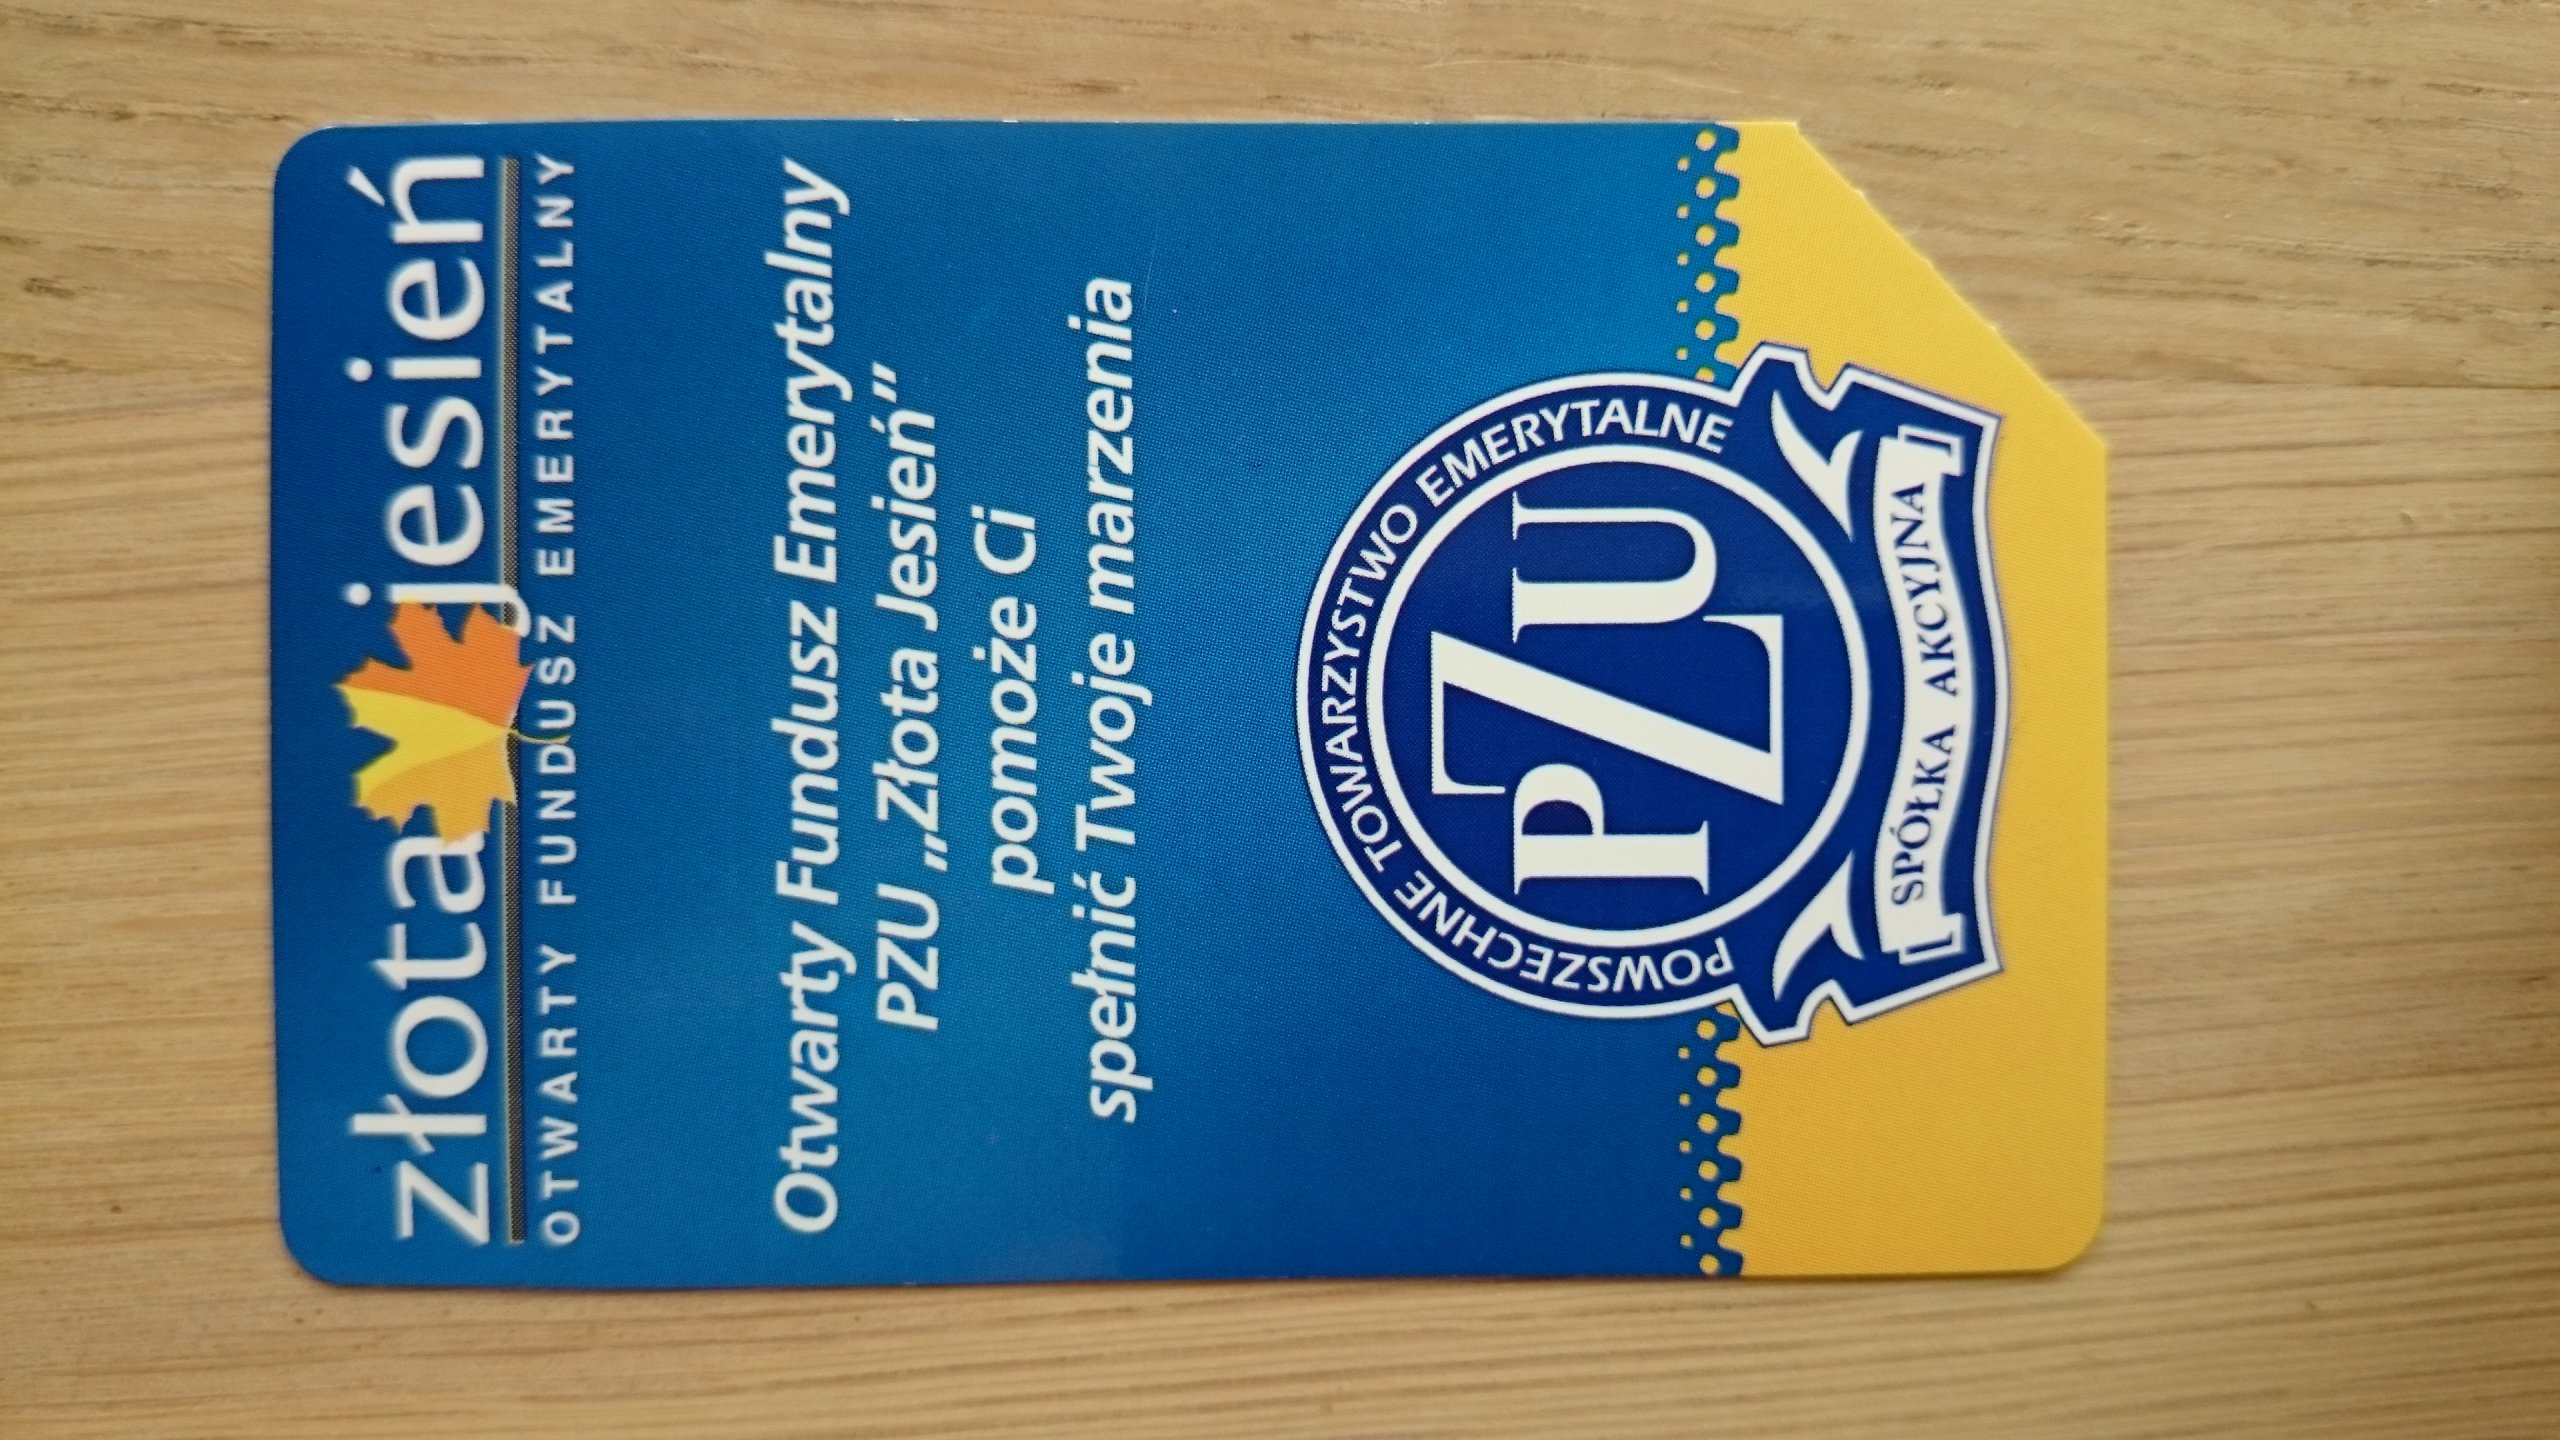 złota jesień
OTWARTY FUNDUSZ EMERYTALNY
Otwarty Fundusz Emerytalny
PZU „Złota Jesień”
pomoże Ci
spełnić Twoje marzenia
POWSZECHNE TOWARZYSTWO EMERYTALNE
PZU
SPÓŁKA AKCYJNA